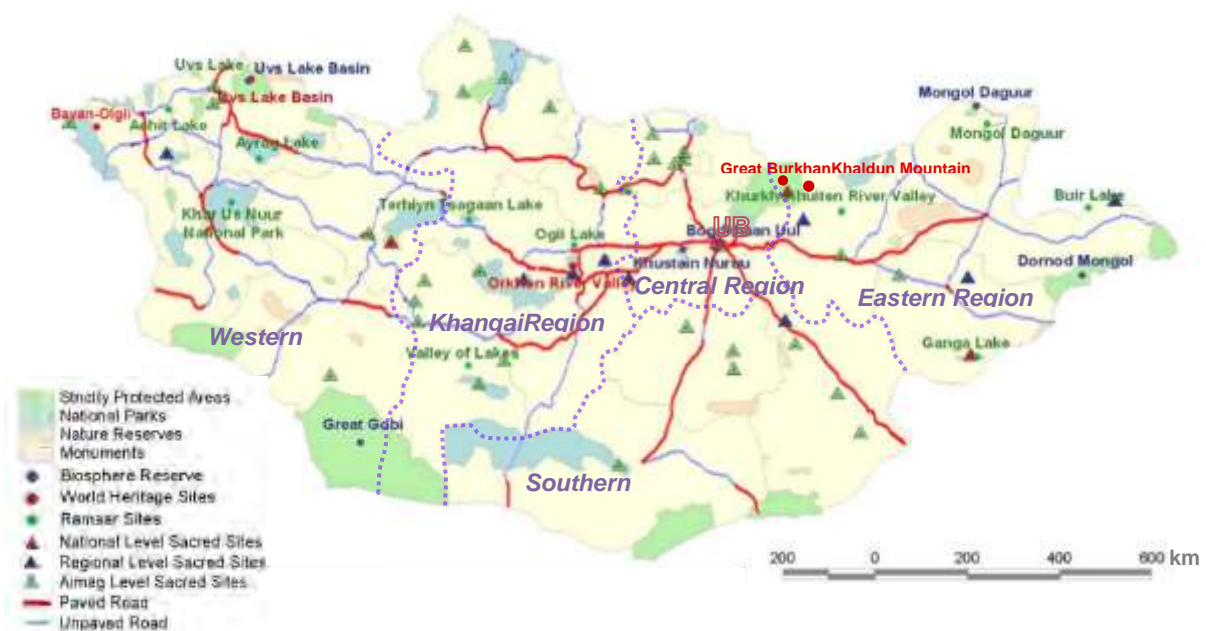 Uvs Lake
Uvs Lake Basin
Uvs Lake Basin
Bayan-Olgii
Achit Lake
Ayrag Lake
Khar Us Nuur
National Park
Terhiyn Tsagaan Lake
Ogii Lake
Orkhon River Valley
Khustain Nuruu
UB
Mongol Daguur
Mongol Daguur
Great BurkhanKhaldun Mountain
River Valley
Buir Lake
Dornod Mongol
Ganga Lake
Central Region
Eastern Region
KhangaiRegion
Western
Valley of Lakes
Great Gobi
Southern
Strictly Protected Areas
National Parks
Nature Reserves
Monuments
Biosphere Reserve
World Heritage Sites
Ramsar Sites
National Level Sacred Sites
Regional Level Sacred Sites
Aimag Level Sacred Sites
Paved Road
Unpaved Road
200 0 200 400 600 km